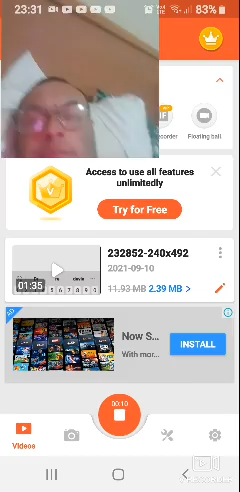 23:31
83%
Floating ball
Access to use all features
unlimitedly
Try for Free
232852-240x492
2021-09-10
01:35
11.93 MB 2.39 MB >
AD
Now S...
With mor...
INSTALL
00:10
Videos